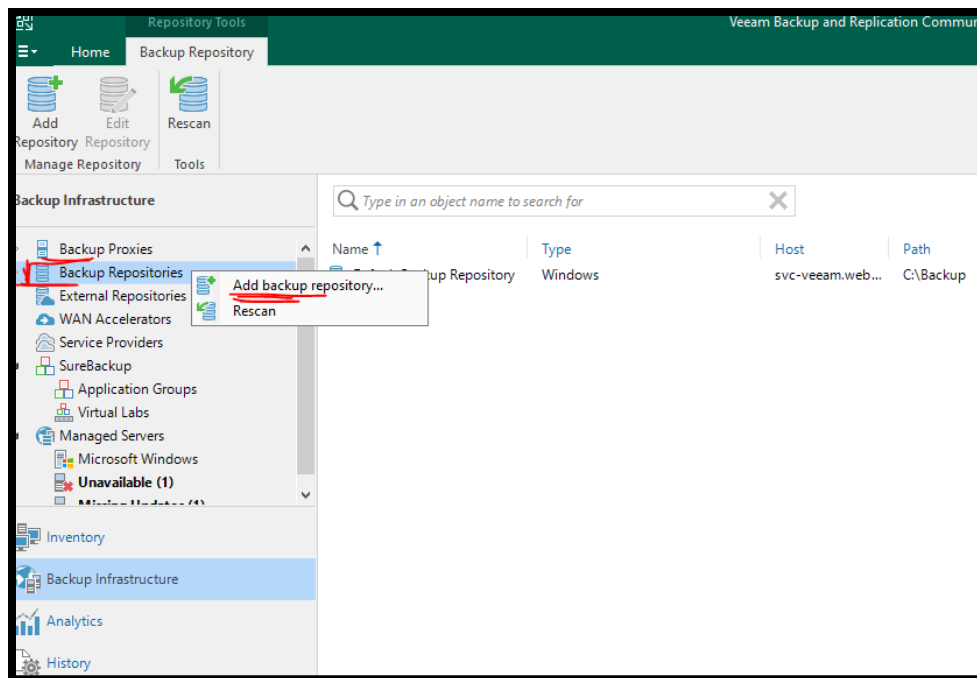 Repository Tools
Veeam Backup and Replication Commun
Home
Backup Repository
Add Repository
Edit Repository
Rescan
Manage Repository
Tools
Backup Infrastructure
Type in an object name to search for
Name
Type
Host
Path
Backup Repository
Windows
svc-veeam.web...
C:\Backup
Backup Proxies
Backup Repositories
Add backup repository...
External Repositories
Rescan
WAN Accelerators
Service Providers
SureBackup
Application Groups
Virtual Labs
Managed Servers
Microsoft Windows
Unavailable (1)
Inventory
Backup Infrastructure
Analytics
History